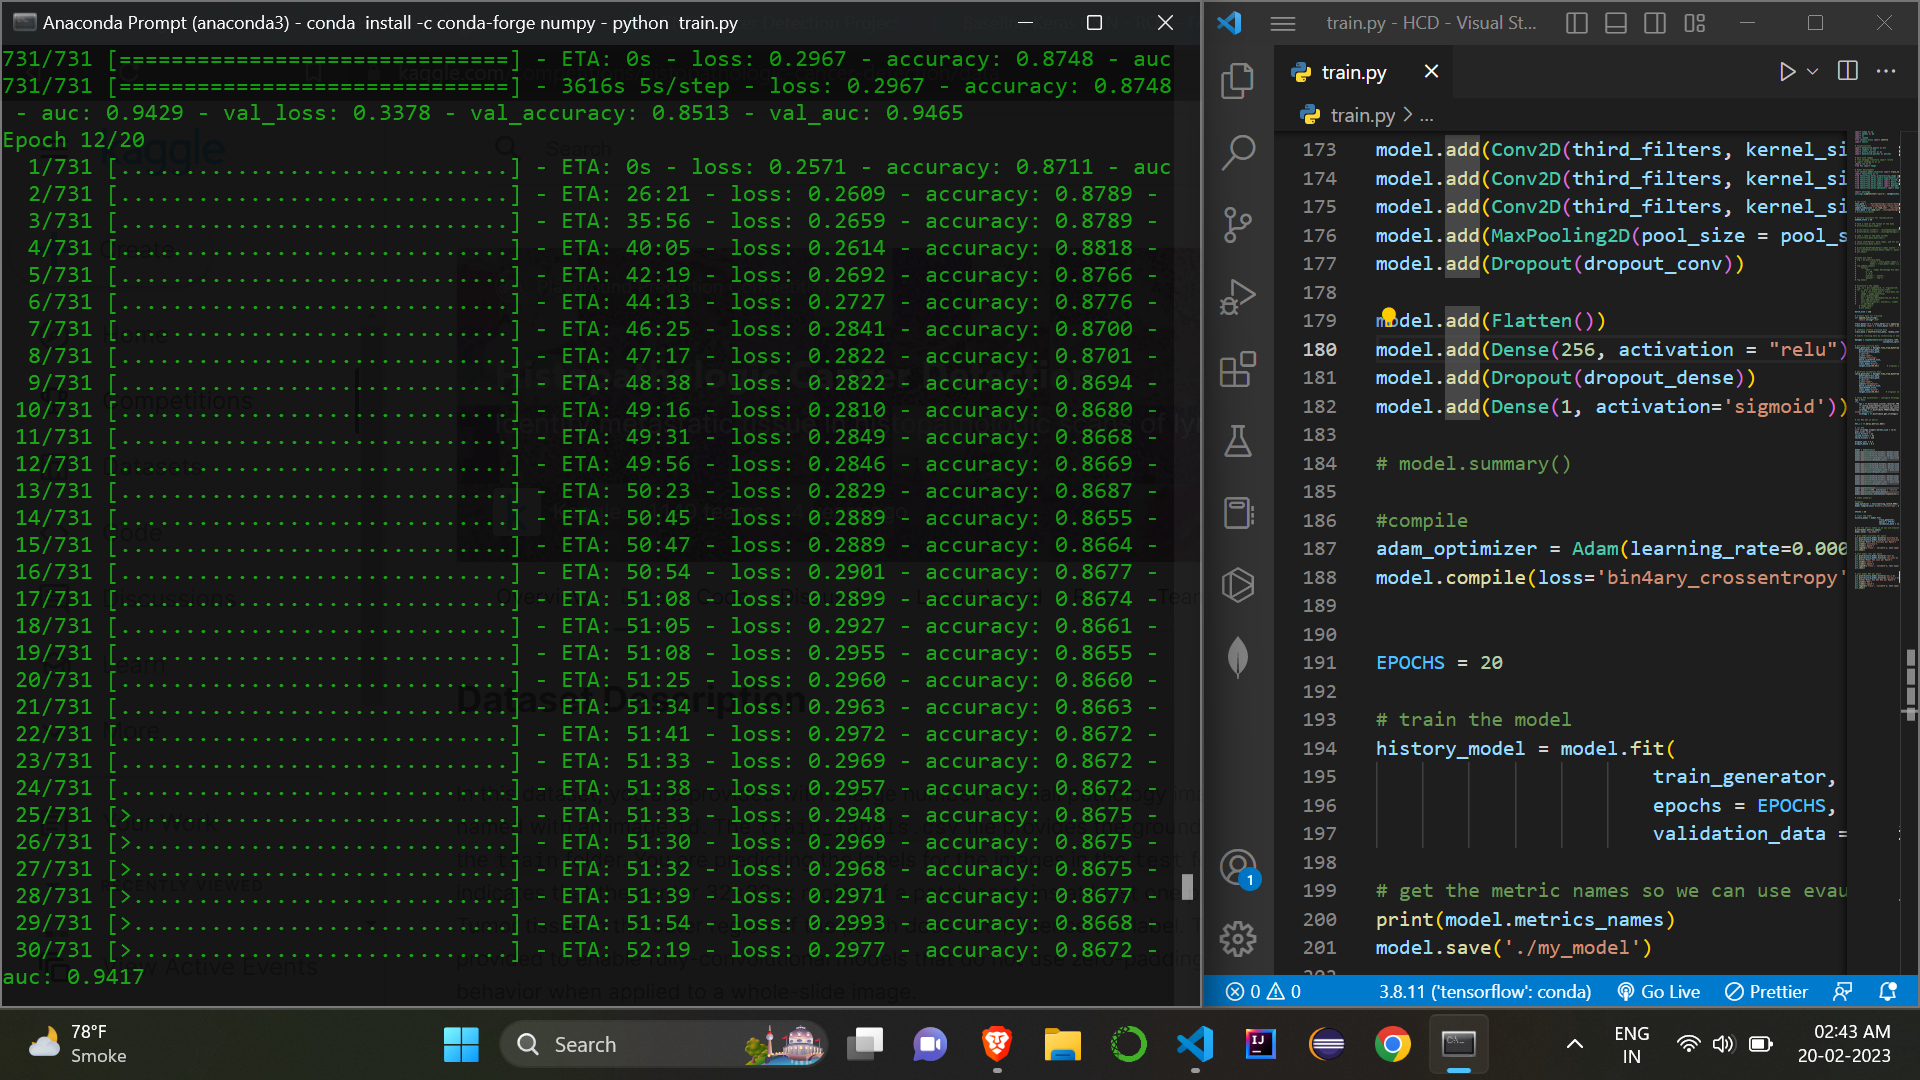 Anaconda Prompt (anaconda3) - conda  install -c conda-forge numpy - python  train.py
731/731 [==============================] - ETA: 0s - loss: 0.2967 - accuracy: 0.8748 - auc
731/731 [==============================] - 3616s 5s/step - loss: 0.2967 - accuracy: 0.8748
 - auc: 0.9429 - val_loss: 0.3378 - val_accuracy: 0.8513 - val_auc: 0.9465
Epoch 12/20
  1/731 [..............................] - ETA: 0s - loss: 0.2571 - accuracy: 0.8711 - auc
  2/731 [..............................] - ETA: 26:21 - loss: 0.2609 - accuracy: 0.8789 -
  3/731 [..............................] - ETA: 35:56 - loss: 0.2659 - accuracy: 0.8789 -
  4/731 [..............................] - ETA: 40:05 - loss: 0.2614 - accuracy: 0.8818 -
  5/731 [..............................] - ETA: 42:19 - loss: 0.2692 - accuracy: 0.8766 -
  6/731 [..............................] - ETA: 44:13 - loss: 0.2727 - accuracy: 0.8776 -
  7/731 [..............................] - ETA: 46:25 - loss: 0.2841 - accuracy: 0.8700 -
  8/731 [..............................] - ETA: 47:17 - loss: 0.2822 - accuracy: 0.8701 -
  9/731 [..............................] - ETA: 48:38 - loss: 0.2822 - accuracy: 0.8694 -
 10/731 [..............................] - ETA: 49:16 - loss: 0.2810 - accuracy: 0.8680 -
 11/731 [..............................] - ETA: 49:31 - loss: 0.2849 - accuracy: 0.8668 -
 12/731 [..............................] - ETA: 49:56 - loss: 0.2846 - accuracy: 0.8669 -
 13/731 [..............................] - ETA: 50:23 - loss: 0.2829 - accuracy: 0.8687 -
 14/731 [..............................] - ETA: 50:45 - loss: 0.2889 - accuracy: 0.8655 -
 15/731 [..............................] - ETA: 50:47 - loss: 0.2889 - accuracy: 0.8664 -
 16/731 [..............................] - ETA: 50:54 - loss: 0.2901 - accuracy: 0.8677 -
 17/731 [..............................] - ETA: 51:08 - loss: 0.2899 - accuracy: 0.8674 -
 18/731 [..............................] - ETA: 51:05 - loss: 0.2927 - accuracy: 0.8661 -
 19/731 [..............................] - ETA: 51:08 - loss: 0.2955 - accuracy: 0.8655 -
 20/731 [..............................] - ETA: 51:25 - loss: 0.2960 - accuracy: 0.8660 -
 21/731 [..............................] - ETA: 51:34 - loss: 0.2963 - accuracy: 0.8663 -
 22/731 [..............................] - ETA: 51:41 - loss: 0.2972 - accuracy: 0.8672 -
 23/731 [..............................] - ETA: 51:33 - loss: 0.2969 - accuracy: 0.8672 -
 24/731 [..............................] - ETA: 51:38 - loss: 0.2957 - accuracy: 0.8672 -
 25/731 [>.............................] - ETA: 51:33 - loss: 0.2948 - accuracy: 0.8675 -
 26/731 [>.............................] - ETA: 51:30 - loss: 0.2969 - accuracy: 0.8675 -
 27/731 [>.............................] - ETA: 51:32 - loss: 0.2968 - accuracy: 0.8675 -
 28/731 [>.............................] - ETA: 51:39 - loss: 0.2971 - accuracy: 0.8677 -
 29/731 [>.............................] - ETA: 51:54 - loss: 0.2993 - accuracy: 0.8668 -
 30/731 [>.............................] - ETA: 52:19 - loss: 0.2977 - accuracy: 0.8672 -
auc: 0.9417
train.py - HCD - Visual St...
train.py
train.py > ...
173 model.add(Conv2D(third_filters, kernel_si
174 model.add(Conv2D(third_filters, kernel_si
175 model.add(Conv2D(third_filters, kernel_si
176 model.add(MaxPooling2D(pool_size = pool_s
177 model.add(Dropout(dropout_conv))
178
179 model.add(Flatten())
180 model.add(Dense(256, activation = "relu")
181 model.add(Dropout(dropout_dense))
182 model.add(Dense(1, activation='sigmoid'))
183
184 # model.summary()
185
186 #compile
187 adam_optimizer = Adam(learning_rate=0.000
188 model.compile(loss='bin4ary_crossentropy'
189
190
191 EPOCHS = 20
192
193 # train the model
194 history_model = model.fit(
195 train_generator,
196 epochs = EPOCHS,
197 validation_data =
198
199 # get the metric names so we can use evau
200 print(model.metrics_names)
201 model.save('./my_model')
1
0 0 3.8.11 ('tensorflow': conda) Go Live Prettier
78°F
Smoke
Search
ENG
IN
02:43 AM
20-02-2023